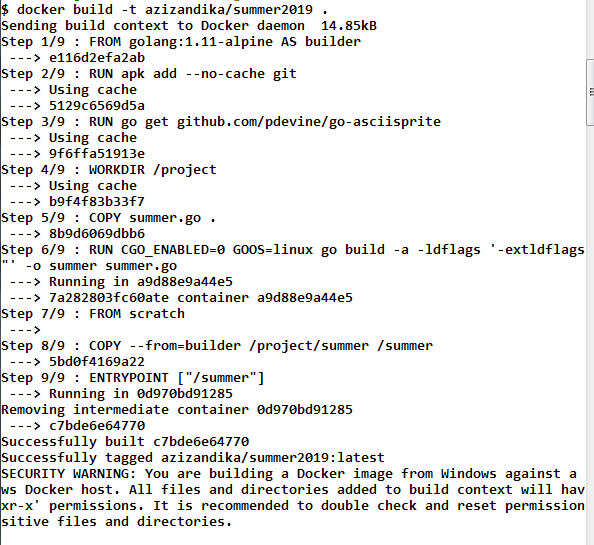 $ docker build -t azizandika/summer2019 .
Sending build context to Docker daemon  14.85kB
Step 1/9 : FROM golang:1.11-alpine AS builder
 ---> e116d2efa2ab
Step 2/9 : RUN apk add --no-cache git
 ---> Using cache
 ---> 5129c6569d5a
Step 3/9 : RUN go get github.com/pdevine/go-asciisprite
 ---> Using cache
 ---> 9f6ffa51913e
Step 4/9 : WORKDIR /project
 ---> Using cache
 ---> b9f4f83b33f7
Step 5/9 : COPY summer.go .
 ---> 8b9d6069dbb6
Step 6/9 : RUN CGO_ENABLED=0 GOOS=linux go build -a -ldflags '-extldflags
"' -o summer summer.go
 ---> Running in a9d88e9a44e5
 ---> 7a282803fc60ate container a9d88e9a44e5
Step 7/9 : FROM scratch
 --->
Step 8/9 : COPY --from=builder /project/summer /summer
 ---> 5bd0f4169a22
Step 9/9 : ENTRYPOINT ["/summer"]
 ---> Running in 0d970bd91285
Removing intermediate container 0d970bd91285
 ---> c7bde6e64770
Successfully built c7bde6e64770
Successfully tagged azizandika/summer2019:latest
SECURITY WARNING: You are building a Docker image from Windows against a
ws Docker host. All files and directories added to build context will hav
xr-x' permissions. It is recommended to double check and reset permission
sitive files and directories.